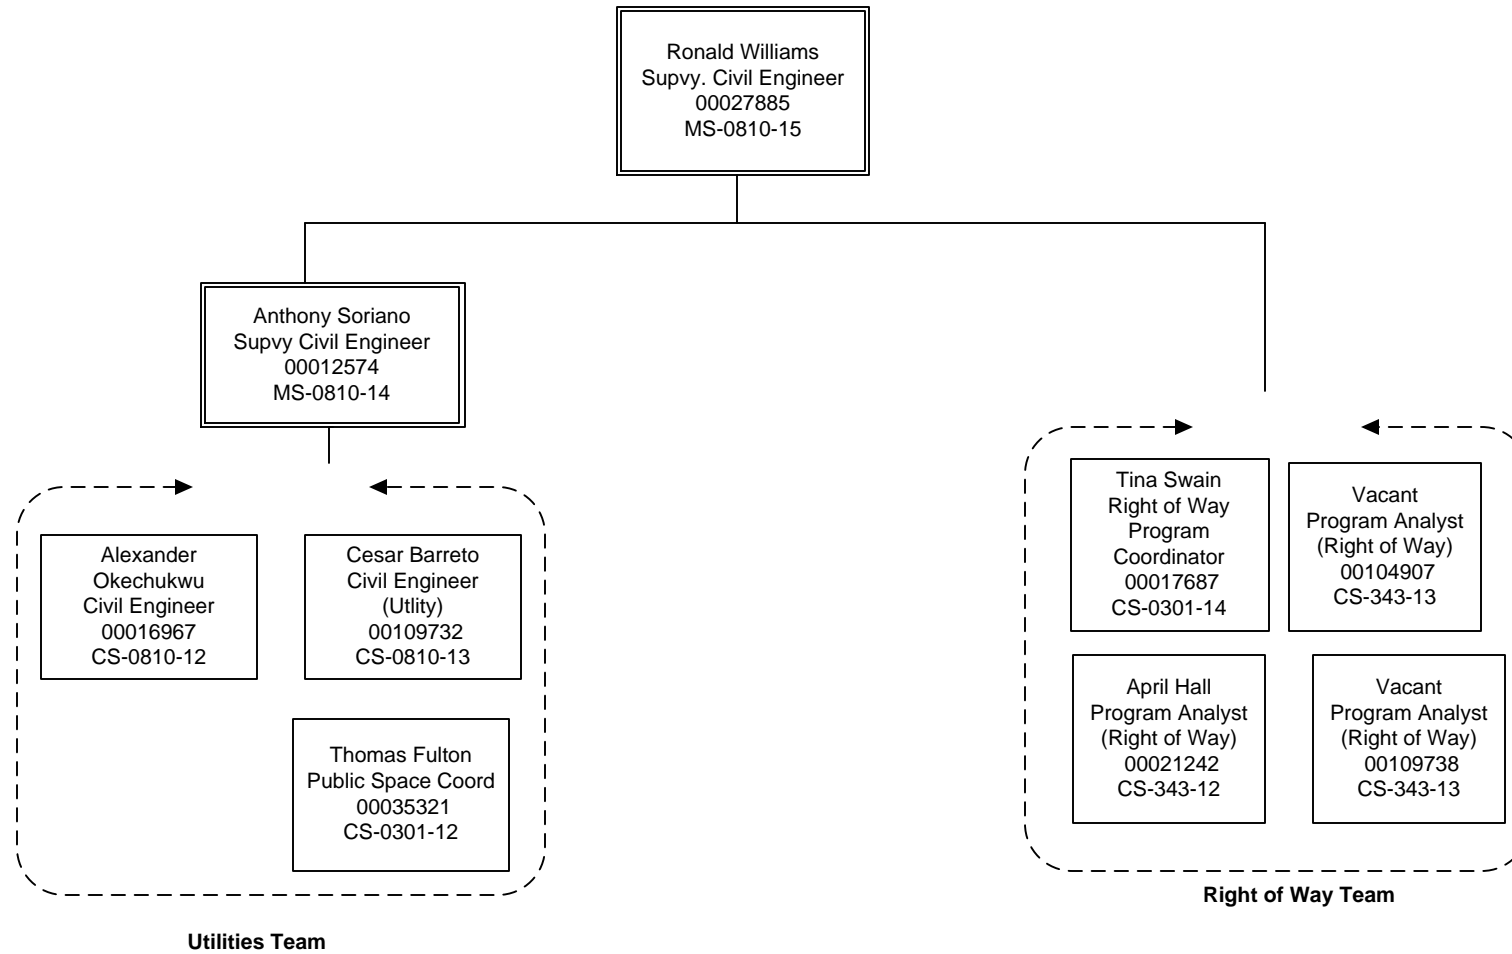 Ronald Williams
Supvy. Civil Engineer
00027885
MS-0810-15
Anthony Soriano
Supvy Civil Engineer
00012574
MS-0810-14
Alexander
Okechukwu
Civil Engineer
00016967
CS-0810-12
Cesar Barreto
Civil Engineer
(Utlity)
00109732
CS-0810-13
Thomas Fulton
Public Space Coord
00035321
CS-0301-12
Utilities Team
Tina Swain
Right of Way
Program
Coordinator
00017687
CS-0301-14
Vacant
Program Analyst
(Right of Way)
00104907
CS-343-13
April Hall
Program Analyst
(Right of Way)
00021242
CS-343-12
Vacant
Program Analyst
(Right of Way)
00109738
CS-343-13
Right of Way Team